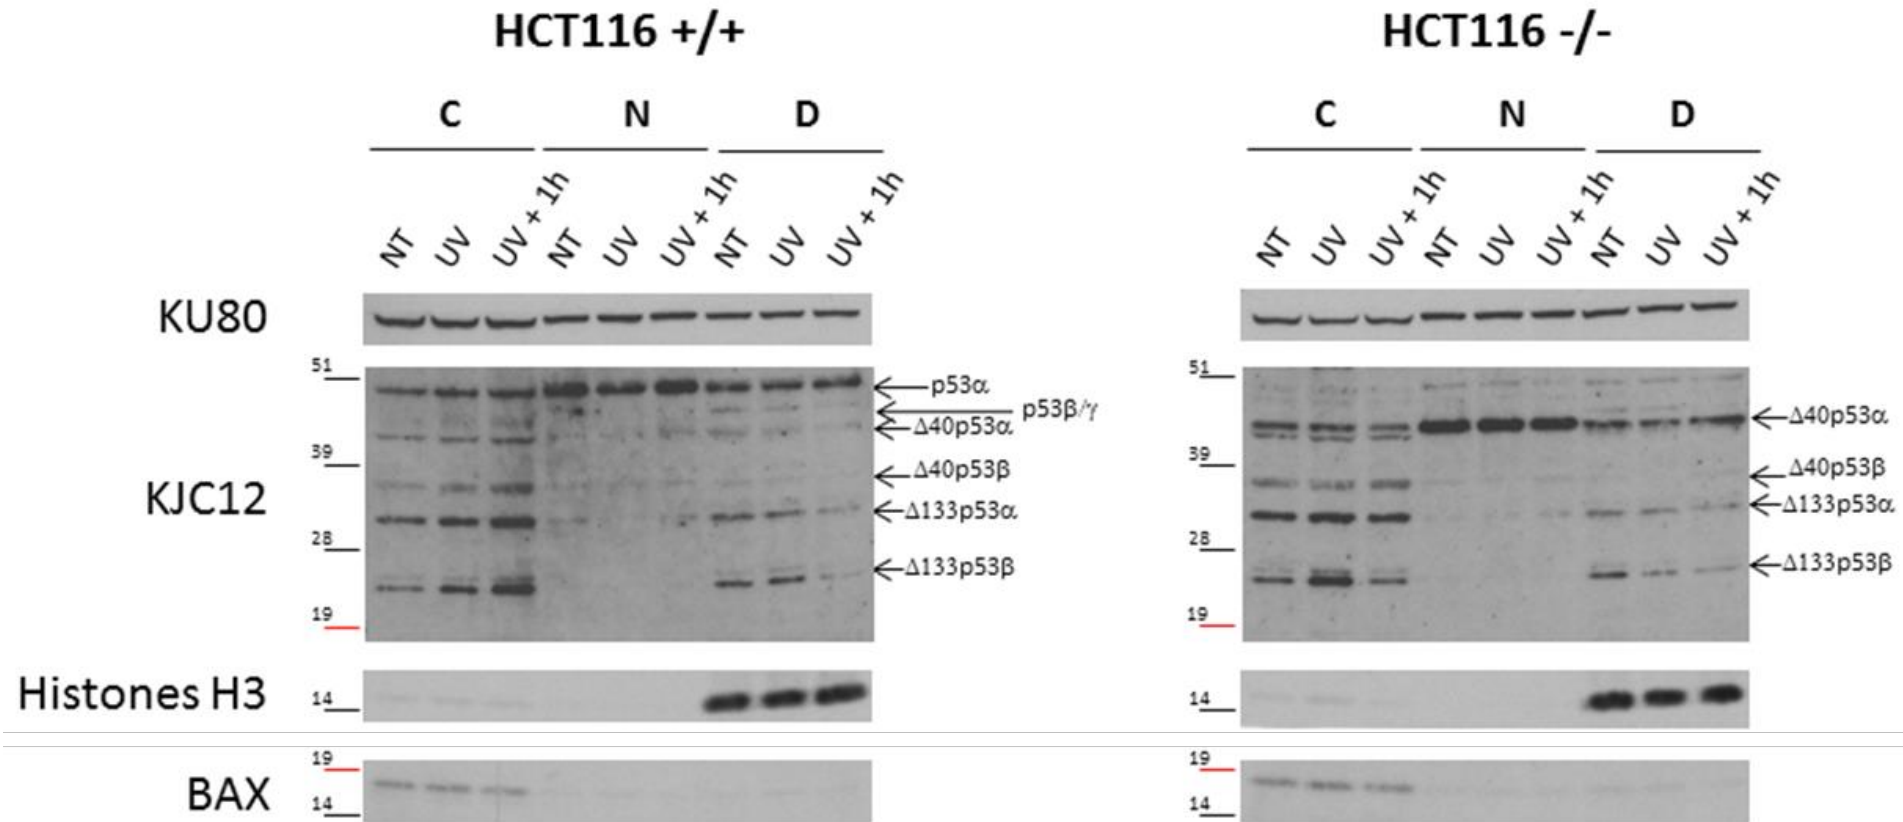 HCT116 +/+ HCT116 -/-
C N D C N D
NT UV UV + 1h NT UV UV + 1h NT UV UV + 1h NT UV UV + 1h NT UV UV + 1h NT UV UV + 1h
KU80
51 51
p53α
p53β/γ
Δ40p53α Δ40p53α
39 39
Δ40p53β Δ40p53β
KJC12
Δ133p53α Δ133p53α
28 28
Δ133p53β Δ133p53β
19 19
Histones H3 14 14
19 19
BAX
14 14